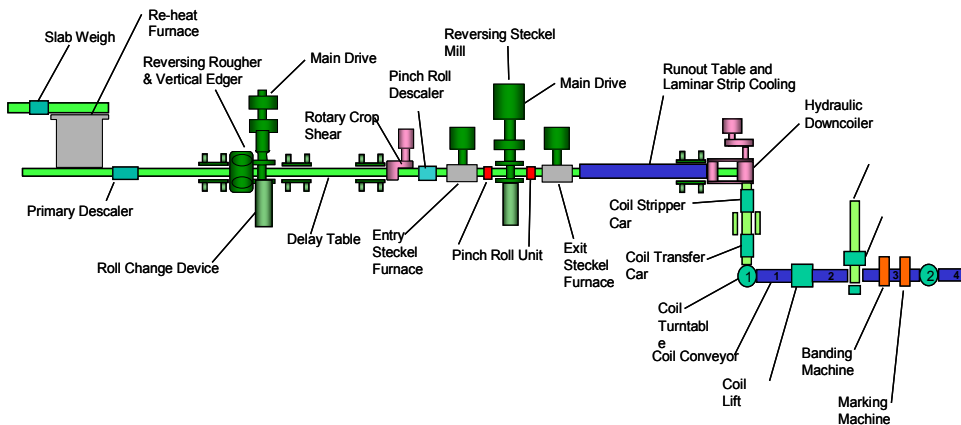 Re-heat
Furnace
Slab Weigh
Reversing Rougher
& Vertical Edger
Main Drive
Rotary Crop
Shear
Pinch Roll
Descaler
Reversing Steckel
Mill
Main Drive
Runout Table and
Laminar Strip Cooling
Hydraulic
Downcoiler
Primary Descaler
Roll Change Device
Delay Table
Entry
Steckel
Furnace
Pinch Roll Unit
Exit
Steckel
Furnace
Coil Stripper
Car
Coil Transfer
Car
1
1
2
3
2
4
Coil
Turntabl
e
Coil Conveyor
Coil
Lift
Banding
Machine
Marking
Machine